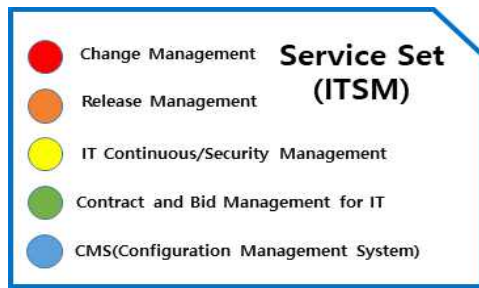 Service Set
(ITSM)
Change Management
Release Management
IT Continuous/Security Management
Contract and Bid Management for IT
CMS(Configuration Management System)